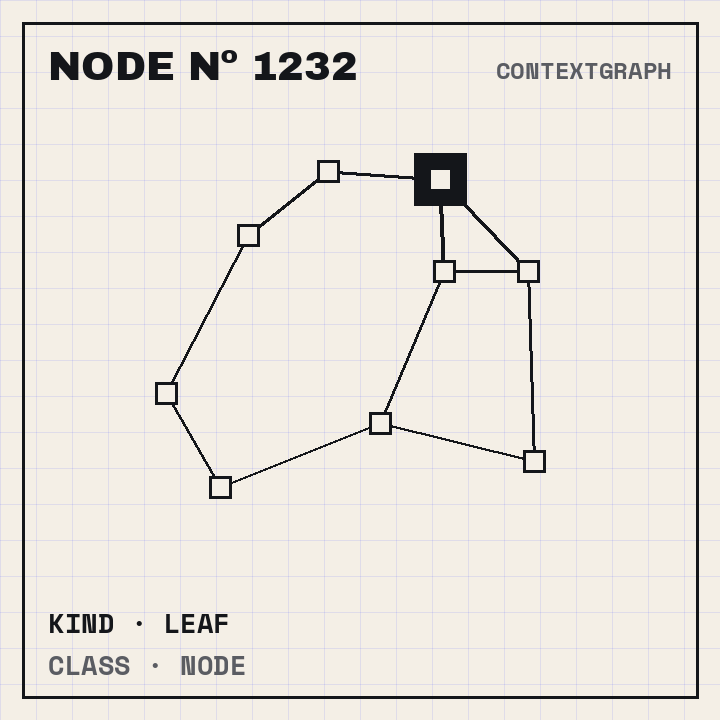 NODE Nº 1232
CONTEXTGRAPH
KIND · LEAF
CLASS · NODE